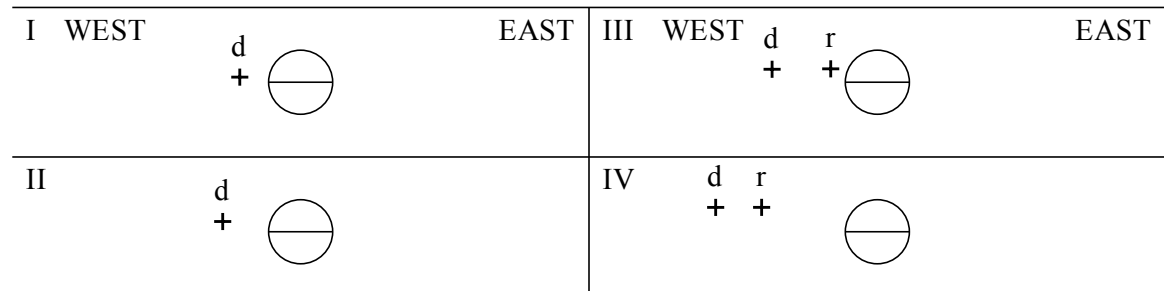 I WEST EAST
d
+
III WEST EAST
d r
+ +
II
d
+
IV
d r
+ +